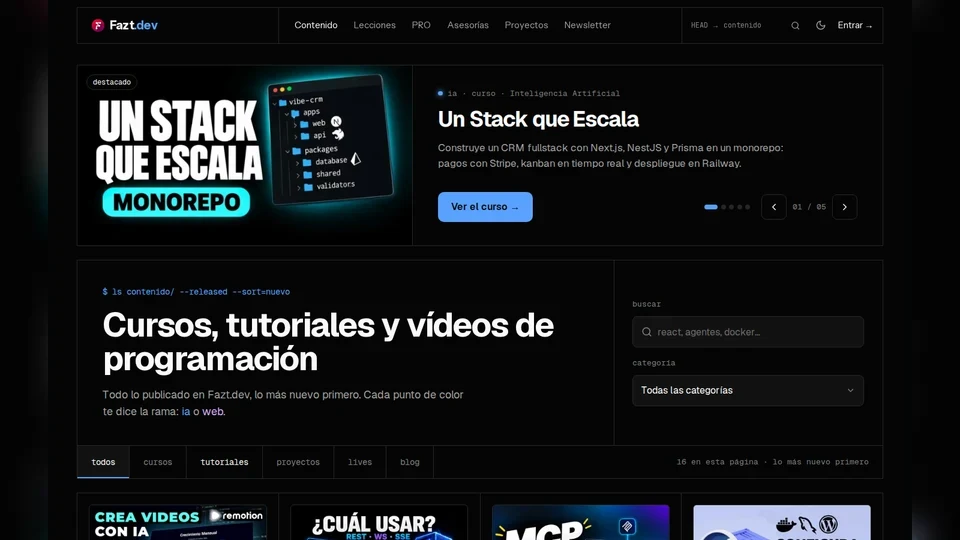 Fazt.dev
Contenido Lecciones PRO Asesorías Proyectos Newsletter
HEAD → contenido
Entrar →
destacado
UN STACK
QUE ESCALA
MONOREPO
vibe-crm
apps
web
api
packages
database
shared
validators
ia · curso · Inteligencia Artificial
Un Stack que Escala
Construye un CRM fullstack con Next.js, NestJS y Prisma en un monorepo:
pagos con Stripe, kanban en tiempo real y despliegue en Railway.
Ver el curso →
01 / 05
$ ls contenido/ --released --sort=nuevo
Cursos, tutoriales y vídeos de
programación
Todo lo publicado en Fazt.dev, lo más nuevo primero. Cada punto de color
te dice la rama: ia o web.
buscar
react, agentes, docker…
categoría
Todas las categorías
todos cursos tutoriales proyectos lives blog
16 en esta página · lo más nuevo primero
CREA VIDEOS
CON IA
remotion
¿CUÁL USAR?
REST · WS · SSE
MCP